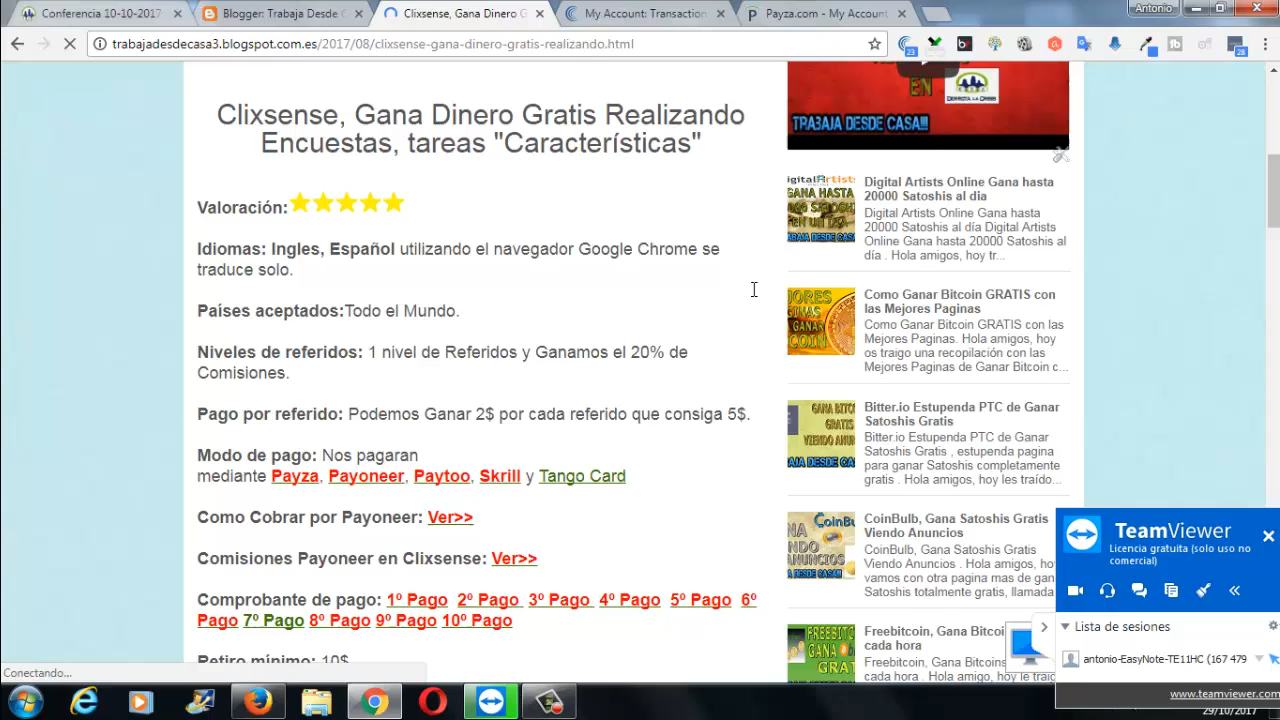 Conferencia 10-10-2017
Blogger: Trabaja Desde C
Clixsense, Gana Dinero G
My Account: Transaction
Payza.com - My Account
Antonio
trabajadesdecasa3.blogspot.com.es/2017/08/clixsense-gana-dinero-gratis-realizando.html
23
28
Clixsense, Gana Dinero Gratis Realizando
Encuestas, tareas "Características"
Valoración:
Idiomas: Ingles, Español utilizando el navegador Google Chrome se
traduce solo.
Países aceptados:Todo el Mundo.
Niveles de referidos: 1 nivel de Referidos y Ganamos el 20% de
Comisiones.
Pago por referido: Podemos Ganar 2$ por cada referido que consiga 5$.
Modo de pago: Nos pagaran
mediante Payza, Payoneer, Paytoo, Skrill y Tango Card
Como Cobrar por Payoneer: Ver>>
Comisiones Payoneer en Clixsense: Ver>>
Comprobante de pago: 1º Pago 2º Pago 3º Pago 4º Pago 5º Pago 6º
Pago 7º Pago 8º Pago 9º Pago 10º Pago
Retiro mínimo: 10$
Conectando...
EN
TRABAJA DESDE CASA!!!
Digital Artists Online Gana hasta
20000 Satoshis al dia
Digital Artists Online Gana hasta
20000 Satoshis al día Digital Artists
Online Gana hasta 20000 Satoshis al
día . Hola amigos, hoy tr...
Como Ganar Bitcoin GRATIS con
las Mejores Paginas
Como Ganar Bitcoin GRATIS con las
Mejores Paginas. Hola amigos, hoy
os traigo una recopilación con las
Mejores Paginas de Ganar Bitcoin c...
Bitter.io Estupenda PTC de Ganar
Satoshis Gratis
Bitter.io Estupenda PTC de Ganar
Satoshis Gratis , estupenda pagina
para ganar Satoshis completamente
gratis . Hola amigos, hoy les traído...
CoinBulb, Gana Satoshis Gratis
Viendo Anuncios
CoinBulb, Gana Satoshis Gratis
Viendo Anuncios . Hola amigos, ho
vamos con otra pagina mas de gan
Satoshis totalmente gratis, llamada
Freebitcoin, Gana Bitcoi
cada hora
Freebitcoin, Gana Bitcoins
cada hora . Hola amigos, hoy le traig
TeamViewer
Licencia gratuita (solo uso no
comercial)
Lista de sesiones
antonio-EasyNote-TE11HC (167 479
www.teamviewer.com
29/10/2017